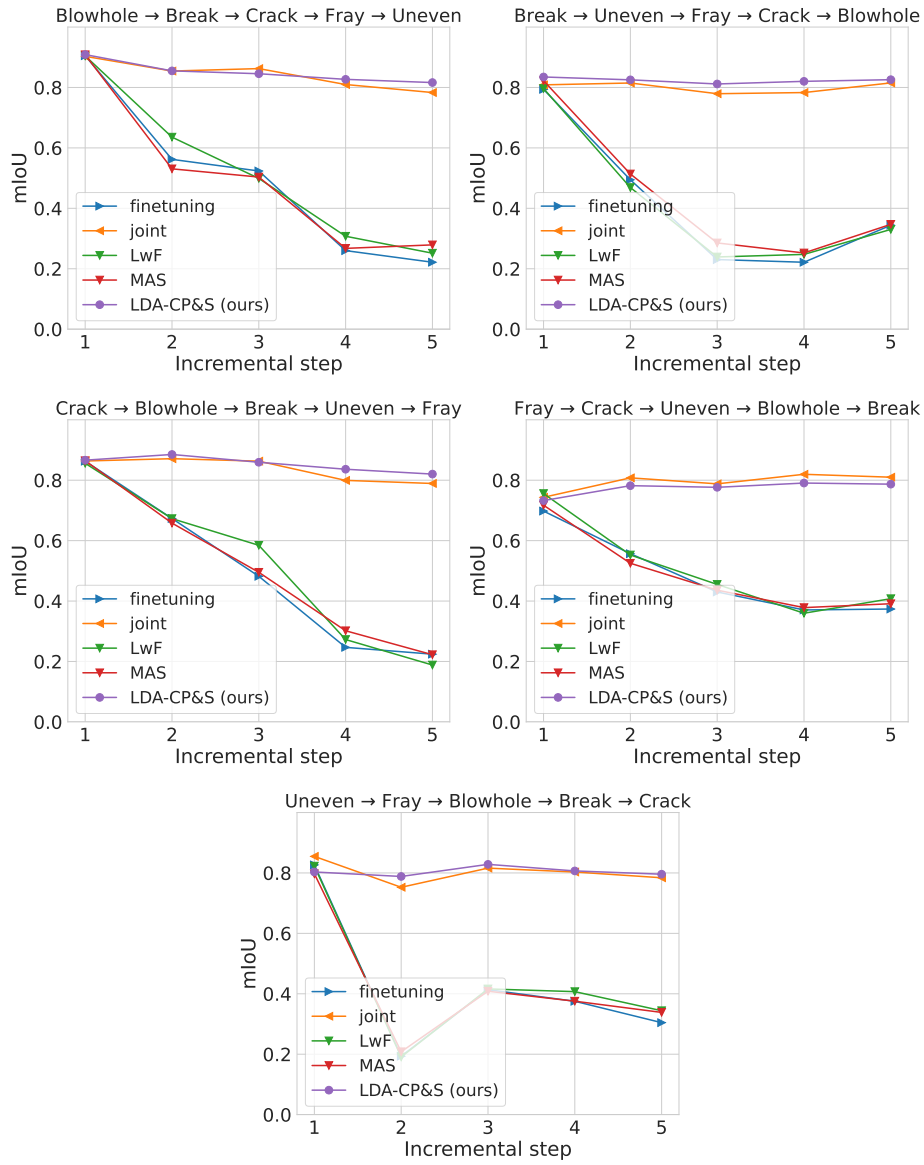 Blowhole → Break → Crack → Fray → Uneven
mIoU
0.8
0.6
0.4
0.2
0.0
finetuning
joint
LwF
MAS
LDA-CP&S (ours)
1 2 3 4 5
Incremental step
Break → Uneven → Fray → Crack → Blowhole
mIoU
0.8
0.6
0.4
0.2
0.0
finetuning
joint
LwF
MAS
LDA-CP&S (ours)
1 2 3 4 5
Incremental step
Crack → Blowhole → Break → Uneven → Fray
mIoU
0.8
0.6
0.4
0.2
0.0
finetuning
joint
LwF
MAS
LDA-CP&S (ours)
1 2 3 4 5
Incremental step
Fray → Crack → Uneven → Blowhole → Break
mIoU
0.8
0.6
0.4
0.2
0.0
finetuning
joint
LwF
MAS
LDA-CP&S (ours)
1 2 3 4 5
Incremental step
Uneven → Fray → Blowhole → Break → Crack
mIoU
0.8
0.6
0.4
0.2
0.0
finetuning
joint
LwF
MAS
LDA-CP&S (ours)
1 2 3 4 5
Incremental step